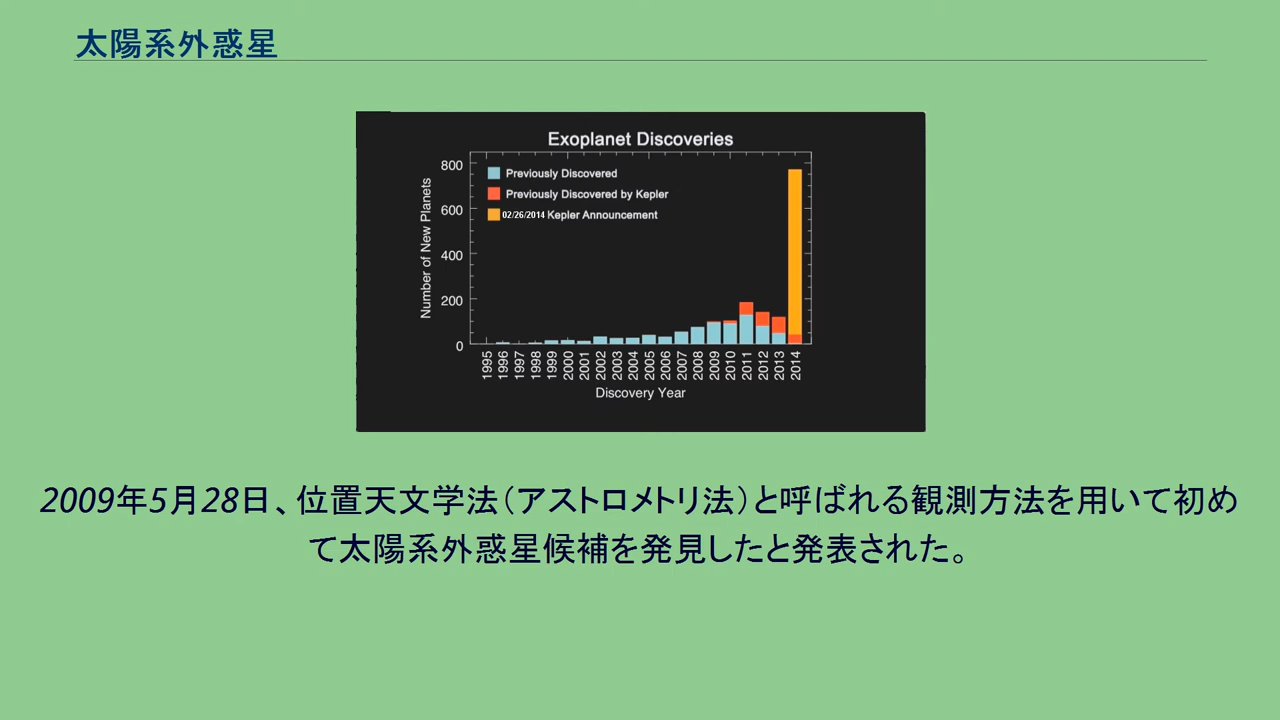 太陽系外惑星
Exoplanet Discoveries
Previously Discovered
Previously Discovered by Kepler
02/26/2014 Kepler Announcement
Number of New Planets
800
600
400
200
0
1995 1996 1997 1998 1999 2000 2001 2002 2003 2004 2005 2006 2007 2008 2009 2010 2011 2012 2013 2014
Discovery Year
2009年5月28日、位置天文学法(アストロメトリ法)と呼ばれる観測方法を用いて初め
て太陽系外惑星候補を発見したと発表された。